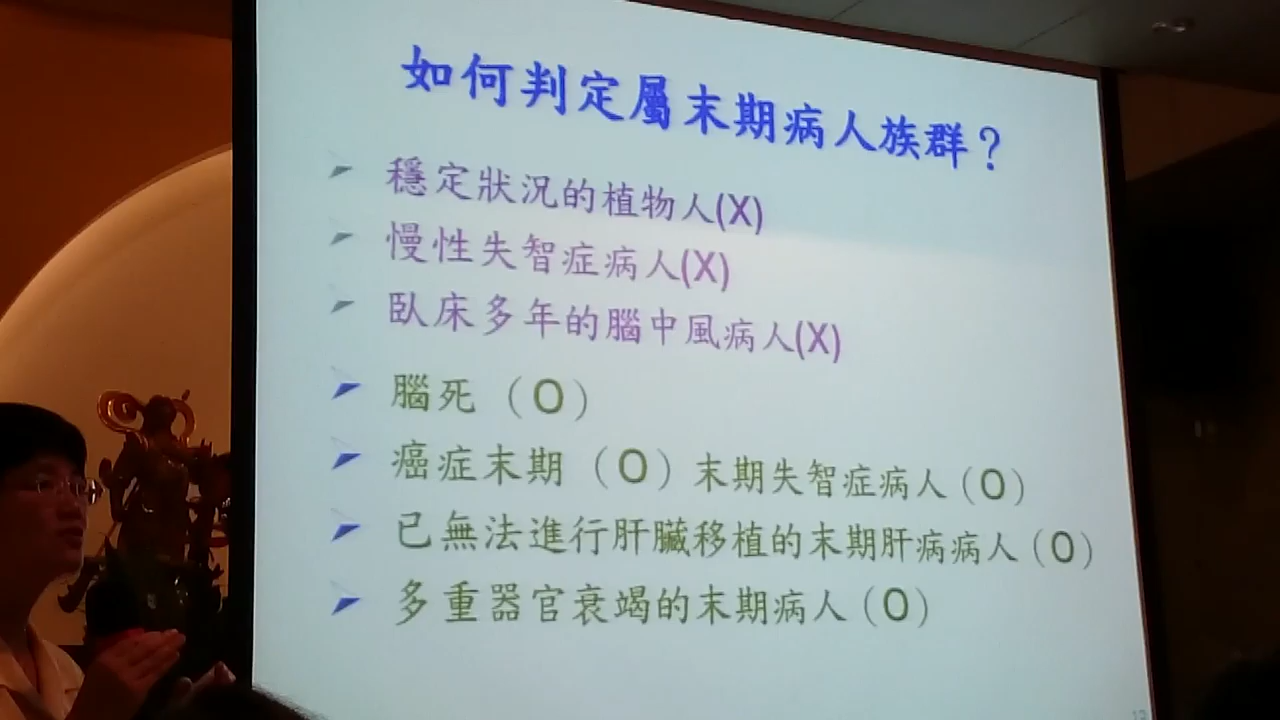 如何判定屬末期病人族群？
穩定狀況的植物人(X)
慢性失智症病人(X)
臥床多年的腦中風病人(X)
腦死（O）
癌症末期（O）末期失智症病人（O）
已無法進行肝臟移植的末期肝病病人（O）
多重器官衰竭的末期病人（O）